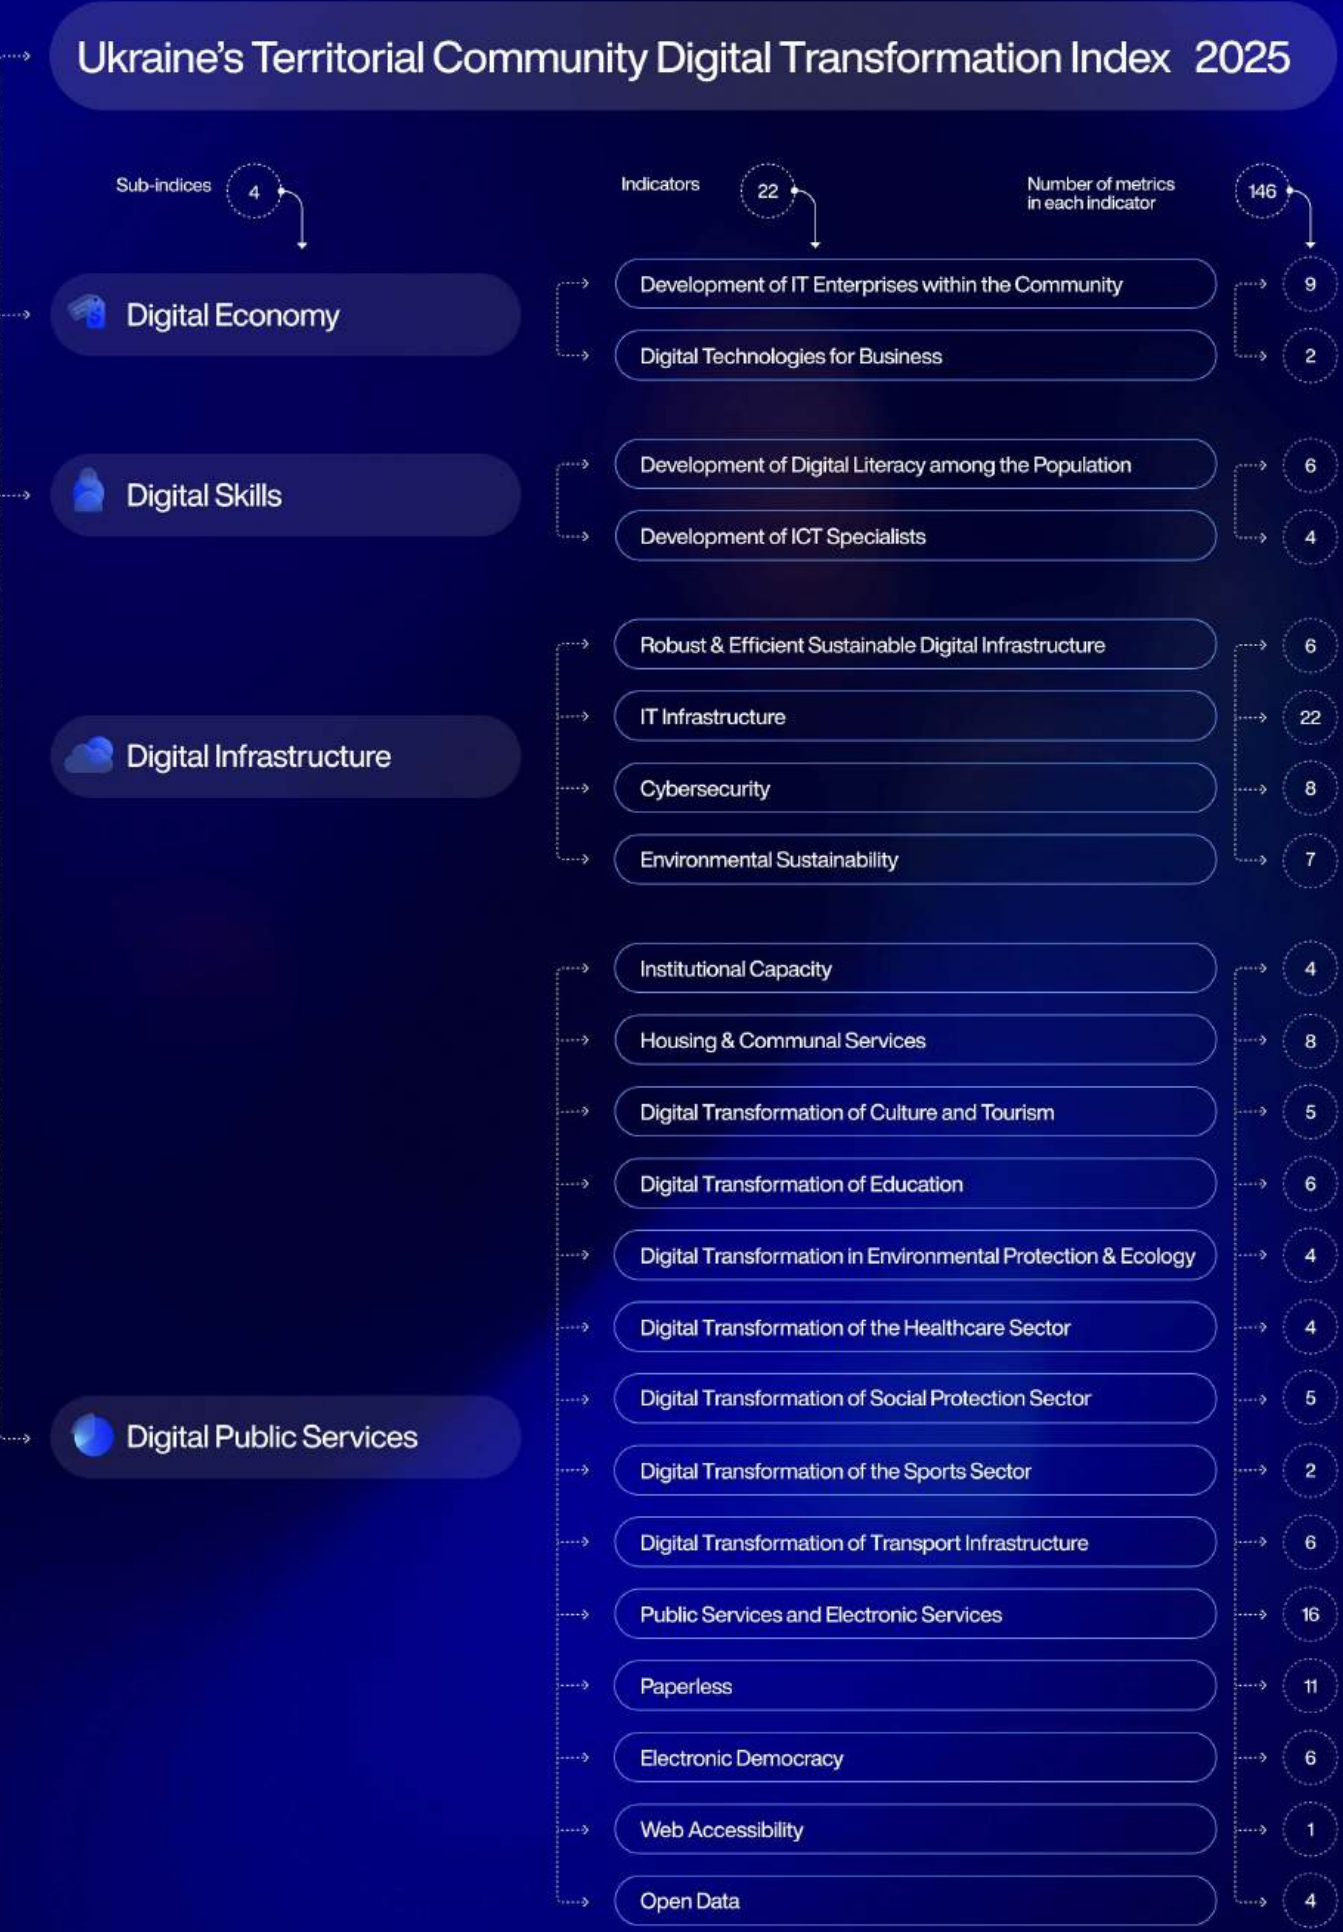 Ukraine's Territorial Community Digital Transformation Index 2025
Sub-indices 4
Indicators 22
Number of metrics
in each indicator
146
Digital Economy
Development of IT Enterprises within the Community 9
Digital Technologies for Business 2
Digital Skills
Development of Digital Literacy among the Population 6
Development of ICT Specialists 4
Digital Infrastructure
Robust & Efficient Sustainable Digital Infrastructure 6
IT Infrastructure 22
Cybersecurity 8
Environmental Sustainability 7
Digital Public Services
Institutional Capacity 4
Housing & Communal Services 8
Digital Transformation of Culture and Tourism 5
Digital Transformation of Education 6
Digital Transformation in Environmental Protection & Ecology 4
Digital Transformation of the Healthcare Sector 4
Digital Transformation of Social Protection Sector 5
Digital Transformation of the Sports Sector 2
Digital Transformation of Transport Infrastructure 6
Public Services and Electronic Services 16
Paperless 11
Electronic Democracy 6
Web Accessibility 1
Open Data 4